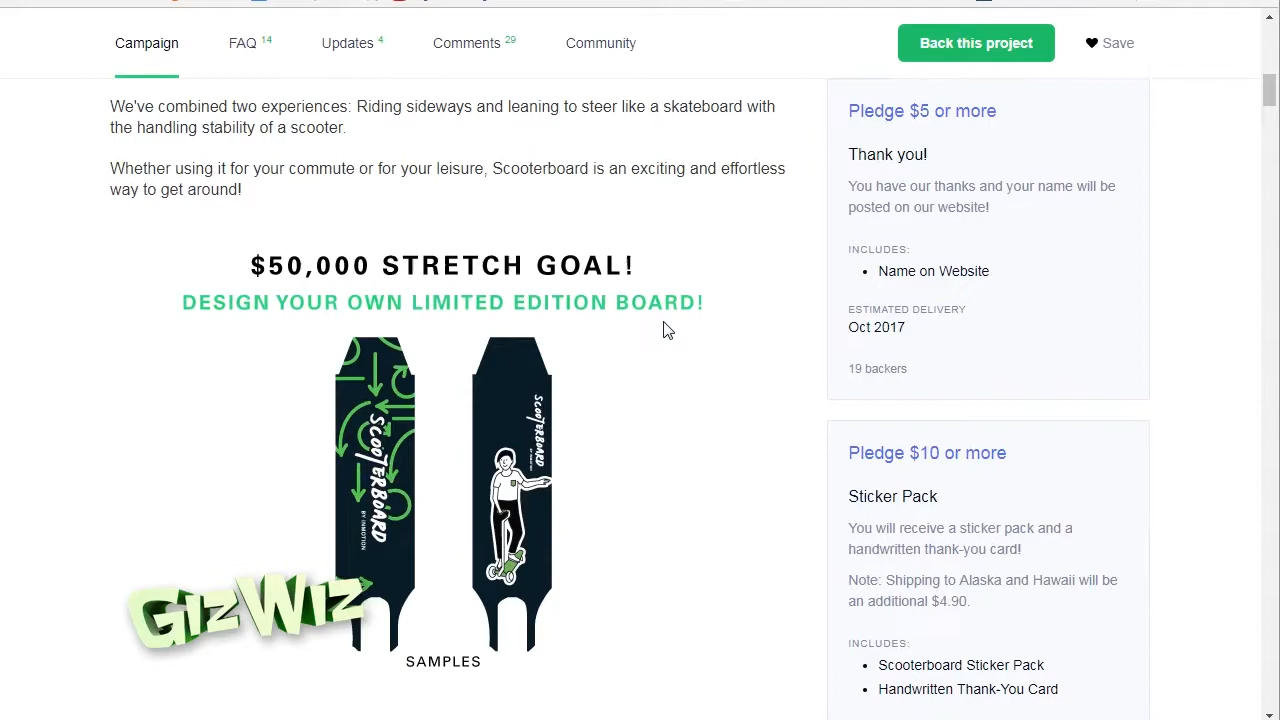 Campaign
FAQ 14
Updates 4
Comments 29
Community
Back this project
Save
We've combined two experiences: Riding sideways and leaning to steer like a skateboard with
the handling stability of a scooter.
Whether using it for your commute or for your leisure, Scooterboard is an exciting and effortless
way to get around!
$50,000 STRETCH GOAL!
DESIGN YOUR OWN LIMITED EDITION BOARD!
SCOOTERBOARD
BY INMOTION
SCOOTERBOARD
GIZWIZ
SAMPLES
Pledge $5 or more
Thank you!
You have our thanks and your name will be
posted on our website!
INCLUDES:
• Name on Website
ESTIMATED DELIVERY
Oct 2017
19 backers
Pledge $10 or more
Sticker Pack
You will receive a sticker pack and a
handwritten thank-you card!
Note: Shipping to Alaska and Hawaii will be
an additional $4.90.
INCLUDES:
• Scooterboard Sticker Pack
• Handwritten Thank-You Card